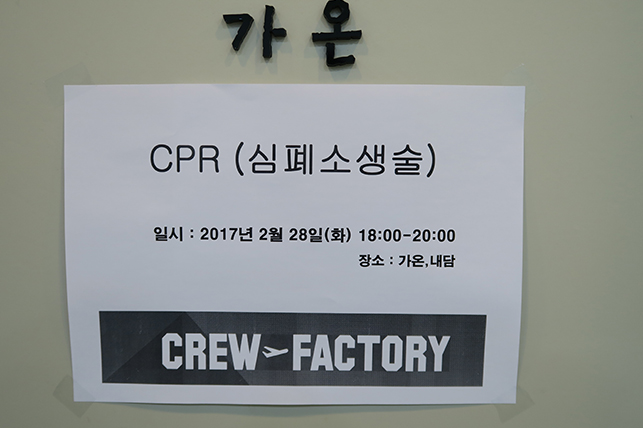 가온
CPR (심폐소생술)
일시 : 2017년 2월 28일(화) 18:00-20:00
장소 : 가온,내담
CREW FACTORY